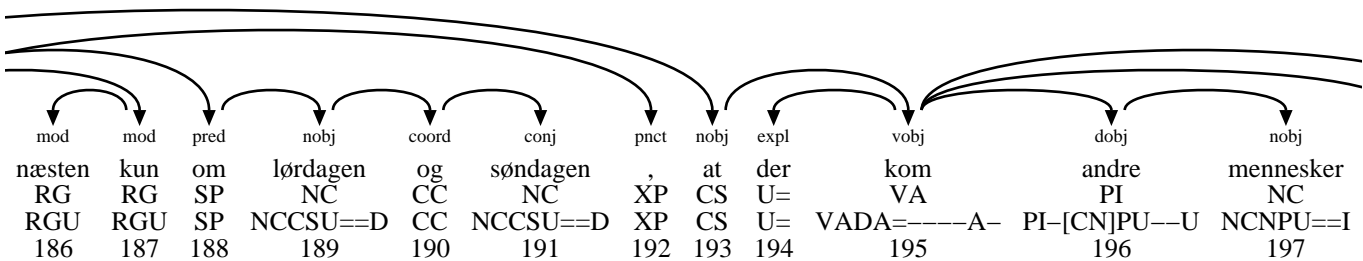 mod mod pred nobj coord conj pnct nobj expl vobj dobj nobj
næsten kun om lørdagen og søndagen , at der kom andre mennesker
RG RG SP NC CC NC XP CS U= VA PI NC
RGU RGU SP NCCSU==D CC NCCSU==D XP CS U= VADA=----A- PI-[CN]PU--U NCNPU==I
186 187 188 189 190 191 192 193 194 195 196 197